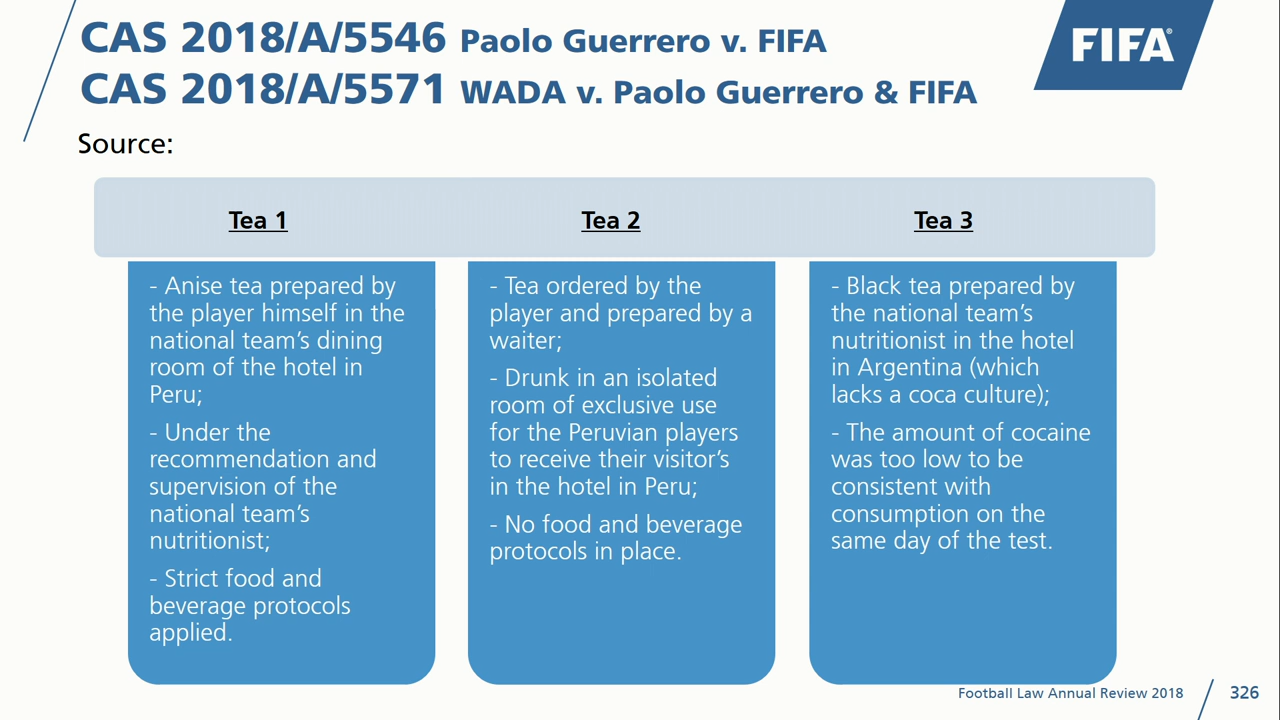 CAS 2018/A/5546 Paolo Guerrero v. FIFA
CAS 2018/A/5571 WADA v. Paolo Guerrero & FIFA
FIFA®
Source:
Tea 1
Tea 2
Tea 3
- Anise tea prepared by
the player himself in the
national team’s dining
room of the hotel in
Peru;
- Under the
recommendation and
supervision of the
national team’s
nutritionist;
- Strict food and
beverage protocols
applied.
- Tea ordered by the
player and prepared by a
waiter;
- Drunk in an isolated
room of exclusive use
for the Peruvian players
to receive their visitor’s
in the hotel in Peru;
- No food and beverage
protocols in place.
- Black tea prepared by
the national team’s
nutritionist in the hotel
in Argentina (which
lacks a coca culture);
- The amount of cocaine
was too low to be
consistent with
consumption on the
same day of the test.
Football Law Annual Review 2018
326